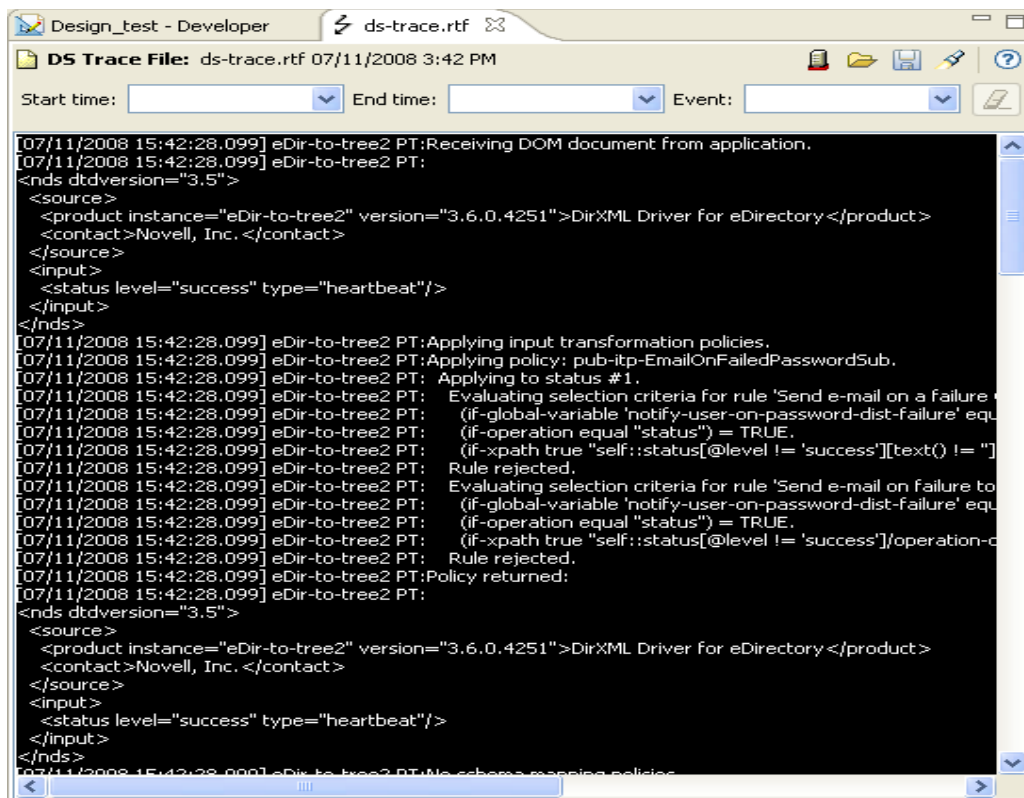 Design_test - Developer
ds-trace.rtf
DS Trace File: ds-trace.rtf 07/11/2008 3:42 PM
Start time:
End time:
Event:
[07/11/2008 15:42:28.099] eDir-to-tree2 PT:Receiving DOM document from application.
[07/11/2008 15:42:28.099] eDir-to-tree2 PT:
<nds dtdversion="3.5">
<source>
<product instance="eDir-to-tree2" version="3.6.0.4251">DirXML Driver for eDirectory</product>
<contact>Novell, Inc.</contact>
</source>
<input>
<status level="success" type="heartbeat"/>
</input>
</nds>
[07/11/2008 15:42:28.099] eDir-to-tree2 PT:Applying input transformation policies.
[07/11/2008 15:42:28.099] eDir-to-tree2 PT:Applying policy: pub-itp-EmailOnFailedPasswordSub.
[07/11/2008 15:42:28.099] eDir-to-tree2 PT: Applying to status #1.
[07/11/2008 15:42:28.099] eDir-to-tree2 PT: Evaluating selection criteria for rule 'Send e-mail on a failure
[07/11/2008 15:42:28.099] eDir-to-tree2 PT: (if-global-variable 'notify-user-on-password-dist-failure' equ
[07/11/2008 15:42:28.099] eDir-to-tree2 PT: (if-operation equal "status") = TRUE.
[07/11/2008 15:42:28.099] eDir-to-tree2 PT: (if-xpath true "self::status[@level != 'success'][text() != '']
[07/11/2008 15:42:28.099] eDir-to-tree2 PT: Rule rejected.
[07/11/2008 15:42:28.099] eDir-to-tree2 PT: Evaluating selection criteria for rule 'Send e-mail on failure to
[07/11/2008 15:42:28.099] eDir-to-tree2 PT: (if-global-variable 'notify-user-on-password-dist-failure' equ
[07/11/2008 15:42:28.099] eDir-to-tree2 PT: (if-operation equal "status") = TRUE.
[07/11/2008 15:42:28.099] eDir-to-tree2 PT: (if-xpath true "self::status[@level != 'success']/operation-d
[07/11/2008 15:42:28.099] eDir-to-tree2 PT: Rule rejected.
[07/11/2008 15:42:28.099] eDir-to-tree2 PT:Policy returned:
[07/11/2008 15:42:28.099] eDir-to-tree2 PT:
<nds dtdversion="3.5">
<source>
<product instance="eDir-to-tree2" version="3.6.0.4251">DirXML Driver for eDirectory</product>
<contact>Novell, Inc.</contact>
</source>
<input>
<status level="success" type="heartbeat"/>
</input>
</nds>
[07/11/2008 15:42:28.099] eDir-to-tree2 PT:No schema mapping policies